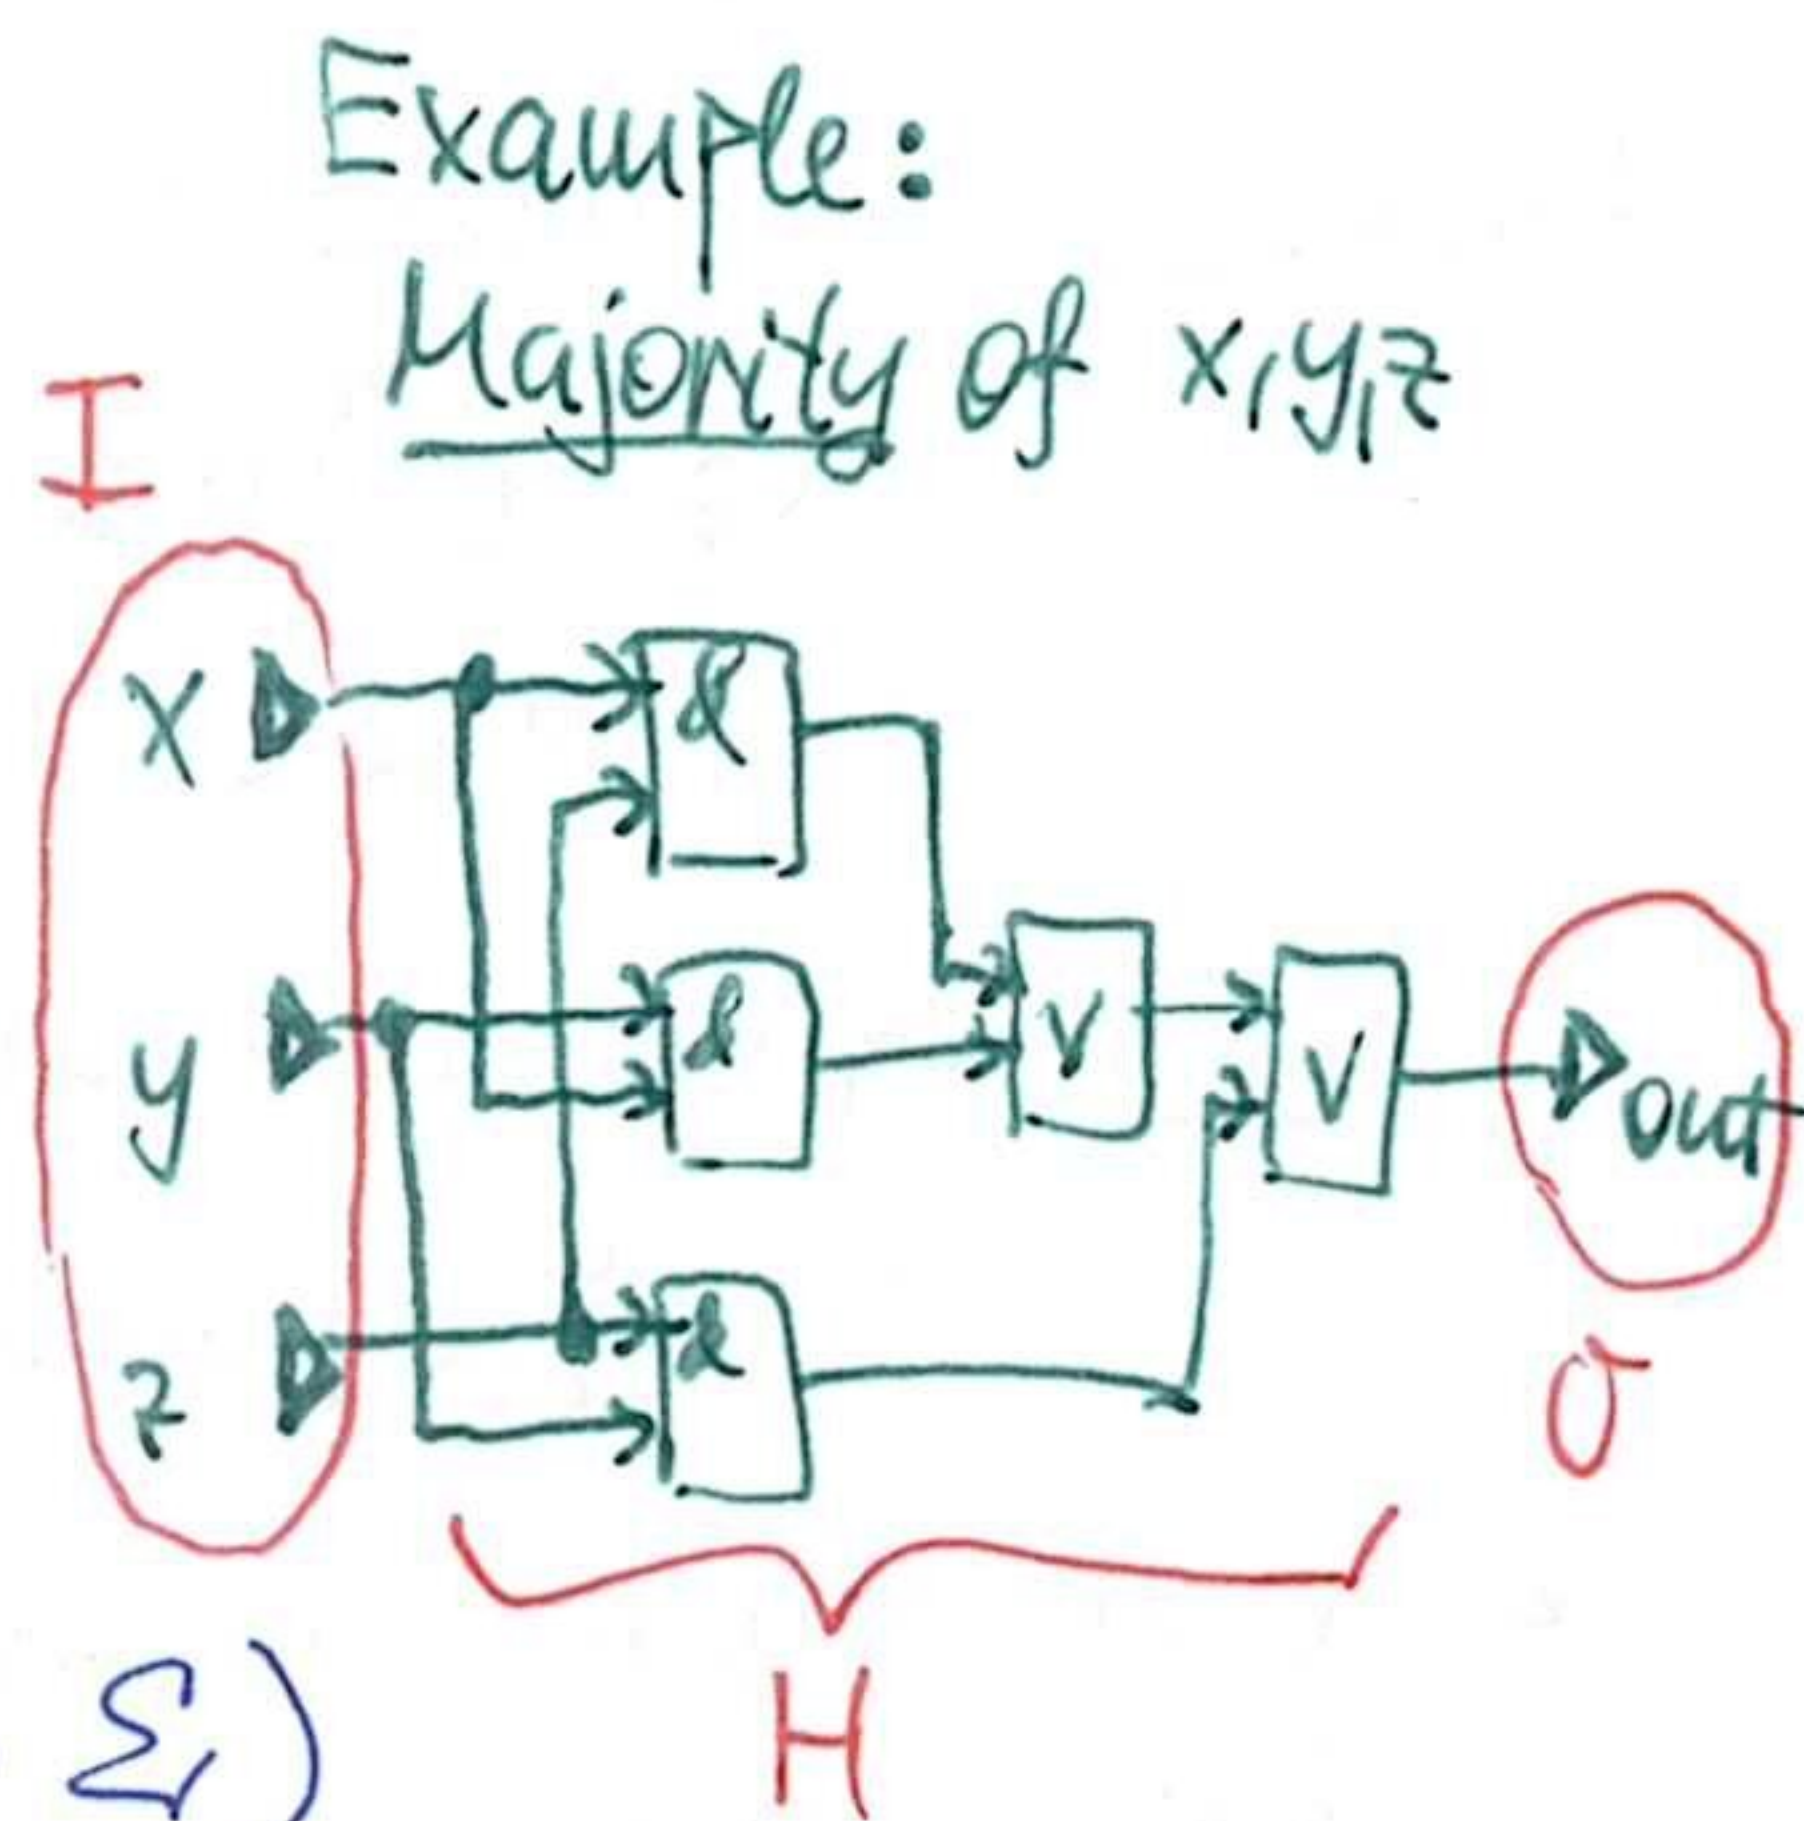 Example:
Majority of x,y,z
I
x
&
y
&
V
V
out
z
&
O
H
Σ,)